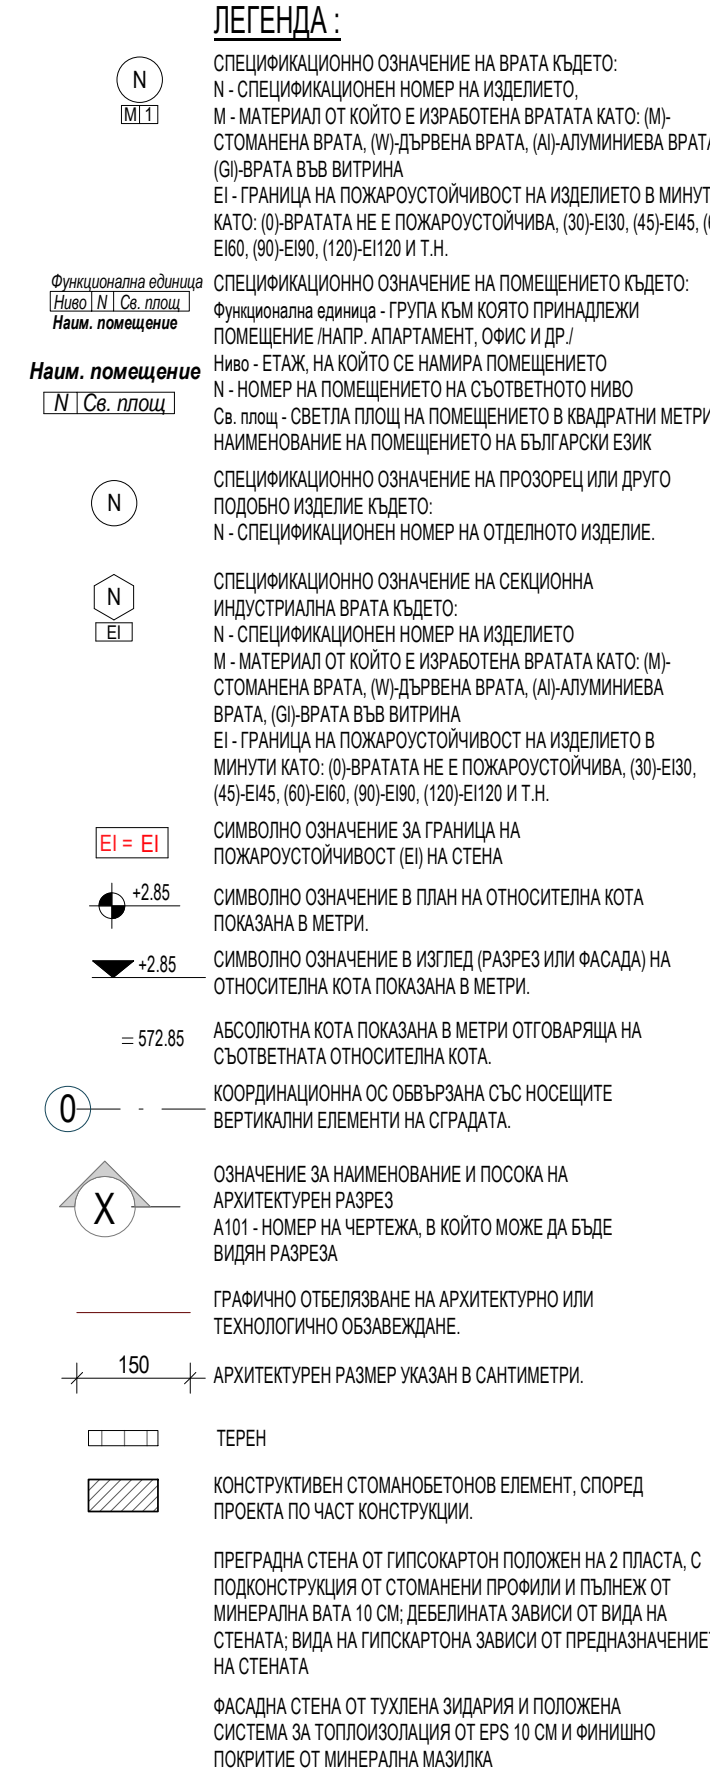 ЛЕГЕНДА :
N
M 1
СПЕЦИФИКАЦИОННО ОЗНАЧЕНИЕ НА ВРАТА КЪДЕТО:
N - СПЕЦИФИКАЦИОНЕН НОМЕР НА ИЗДЕЛИЕТО,
М - МАТЕРИАЛ ОТ КОЙТО Е ИЗРАБОТЕНА ВРАТАТА КАТО: (М)-
СТОМАНЕНА ВРАТА, (W)-ДЪРВЕНА ВРАТА, (Al)-АЛУМИНИЕВА ВРАТА
(Gl)-ВРАТА ВЪВ ВИТРИНА
EI - ГРАНИЦА НА ПОЖАРОУСТОЙЧИВОСТ НА ИЗДЕЛИЕТО В МИНУТ
КАТО: (0)-ВРАТАТА НЕ Е ПОЖАРОУСТОЙЧИВА, (30)-EI30, (45)-EI45,
EI60, (90)-EI90, (120)-EI120 И Т.Н.
Функционална единица
Ниво N Св. площ
Наим. помещение
Наим. помещение
N Св. площ
СПЕЦИФИКАЦИОННО ОЗНАЧЕНИЕ НА ПОМЕЩЕНИЕТО КЪДЕТО:
Функционална единица - ГРУПА КЪМ КОЯТО ПРИНАДЛЕЖИ
ПОМЕЩЕНИЕ /НАПР. АПАРТАМЕНТ, ОФИС И ДР./
Ниво - ЕТАЖ, НА КОЙТО СЕ НАМИРА ПОМЕЩЕНИЕТО
N - НОМЕР НА ПОМЕЩЕНИЕТО НА СЪОТВЕТНОТО НИВО
Св. площ - СВЕТЛА ПЛОЩ НА ПОМЕЩЕНИЕТО В КВАДРАТНИ МЕТРИ
НАИМЕНОВАНИЕ НА ПОМЕЩЕНИЕТО НА БЪЛГАРСКИ ЕЗИК
N
СПЕЦИФИКАЦИОННО ОЗНАЧЕНИЕ НА ПРОЗОРЕЦ ИЛИ ДРУГО
ПОДОБНО ИЗДЕЛИЕ КЪДЕТО:
N - СПЕЦИФИКАЦИОНЕН НОМЕР НА ОТДЕЛНОТО ИЗДЕЛИЕ.
N
EI
СПЕЦИФИКАЦИОННО ОЗНАЧЕНИЕ НА СЕКЦИОННА
ИНДУСТРИАЛНА ВРАТА КЪДЕТО:
N - СПЕЦИФИКАЦИОНЕН НОМЕР НА ИЗДЕЛИЕТО
М - МАТЕРИАЛ ОТ КОЙТО Е ИЗРАБОТЕНА ВРАТАТА КАТО: (М)-
СТОМАНЕНА ВРАТА, (W)-ДЪРВЕНА ВРАТА, (Al)-АЛУМИНИЕВА
ВРАТА, (Gl)-ВРАТА ВЪВ ВИТРИНА
EI - ГРАНИЦА НА ПОЖАРОУСТОЙЧИВОСТ НА ИЗДЕЛИЕТО В
МИНУТИ КАТО: (0)-ВРАТАТА НЕ Е ПОЖАРОУСТОЙЧИВА, (30)-EI30,
(45)-EI45, (60)-EI60, (90)-EI90, (120)-EI120 И Т.Н.
EI = EI
СИМВОЛНО ОЗНАЧЕНИЕ ЗА ГРАНИЦА НА
ПОЖАРОУСТОЙЧИВОСТ (EI) НА СТЕНА
+2.85
СИМВОЛНО ОЗНАЧЕНИЕ В ПЛАН НА ОТНОСИТЕЛНА КОТА
ПОКАЗАНА В МЕТРИ.
+2.85
СИМВОЛНО ОЗНАЧЕНИЕ В ИЗГЛЕД (РАЗРЕЗ ИЛИ ФАСАДА) НА
ОТНОСИТЕЛНА КОТА ПОКАЗАНА В МЕТРИ.
= 572.85
АБСОЛЮТНА КОТА ПОКАЗАНА В МЕТРИ ОТГОВАРЯЩА НА
СЪОТВЕТНАТА ОТНОСИТЕЛНА КОТА.
0
КООРДИНАЦИОННА ОС ОБВЪРЗАНА СЪС НОСЕЩИТЕ
ВЕРТИКАЛНИ ЕЛЕМЕНТИ НА СГРАДАТА.
X
ОЗНАЧЕНИЕ ЗА НАИМЕНОВАНИЕ И ПОСОКА НА
АРХИТЕКТУРЕН РАЗРЕЗ
А101 - НОМЕР НА ЧЕРТЕЖА, В КОЙТО МОЖЕ ДА БЪДЕ
ВИДЯН РАЗРЕЗА
ГРАФИЧНО ОТБЕЛЯЗВАНЕ НА АРХИТЕКТУРНО ИЛИ
ТЕХНОЛОГИЧНО ОБЗАВЕЖДАНЕ.
150
АРХИТЕКТУРЕН РАЗМЕР УКАЗАН В САНТИМЕТРИ.
ТЕРЕН
КОНСТРУКТИВЕН СТОМАНОБЕТОНОВ ЕЛЕМЕНТ, СПОРЕД
ПРОЕКТА ПО ЧАСТ КОНСТРУКЦИИ.
ПРЕГРАДНА СТЕНА ОТ ГИПСОКАРТОН ПОЛОЖЕН НА 2 ПЛАСТА, С
ПОДКОНСТРУКЦИЯ ОТ СТОМАНЕНИ ПРОФИЛИ И ПЪЛНЕЖ ОТ
МИНЕРАЛНА ВАТА 10 СМ; ДЕБЕЛИНАТА ЗАВИСИ ОТ ВИДА НА
СТЕНАТА; ВИДА НА ГИПСКАРТОНА ЗАВИСИ ОТ ПРЕДНАЗНАЧЕНИЕТ
НА СТЕНАТА
ФАСАДНА СТЕНА ОТ ТУХЛЕНА ЗИДАРИЯ И ПОЛОЖЕНА
СИСТЕМА ЗА ТОПЛОИЗОЛАЦИЯ ОТ EPS 10 СМ И ФИНИШНО
ПОКРИТИЕ ОТ МИНЕРАЛНА МАЗИЛКА